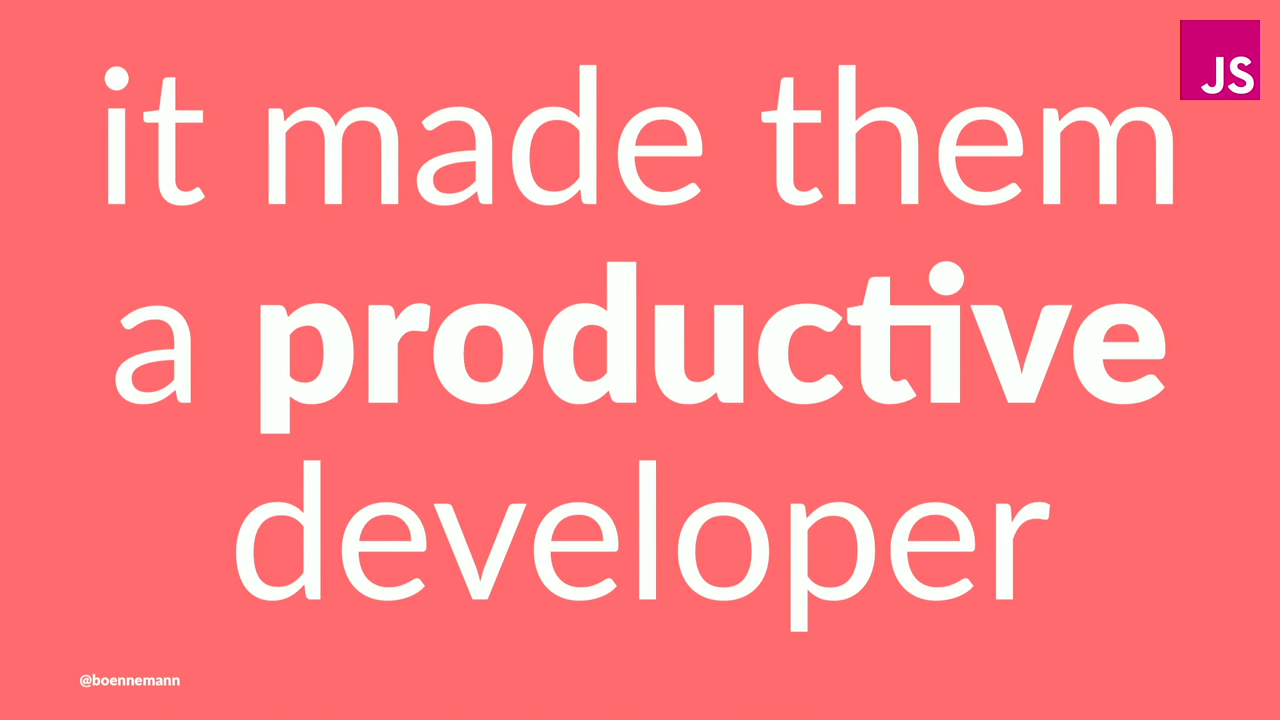 JS
it made them
a productive
developer
@boennemann